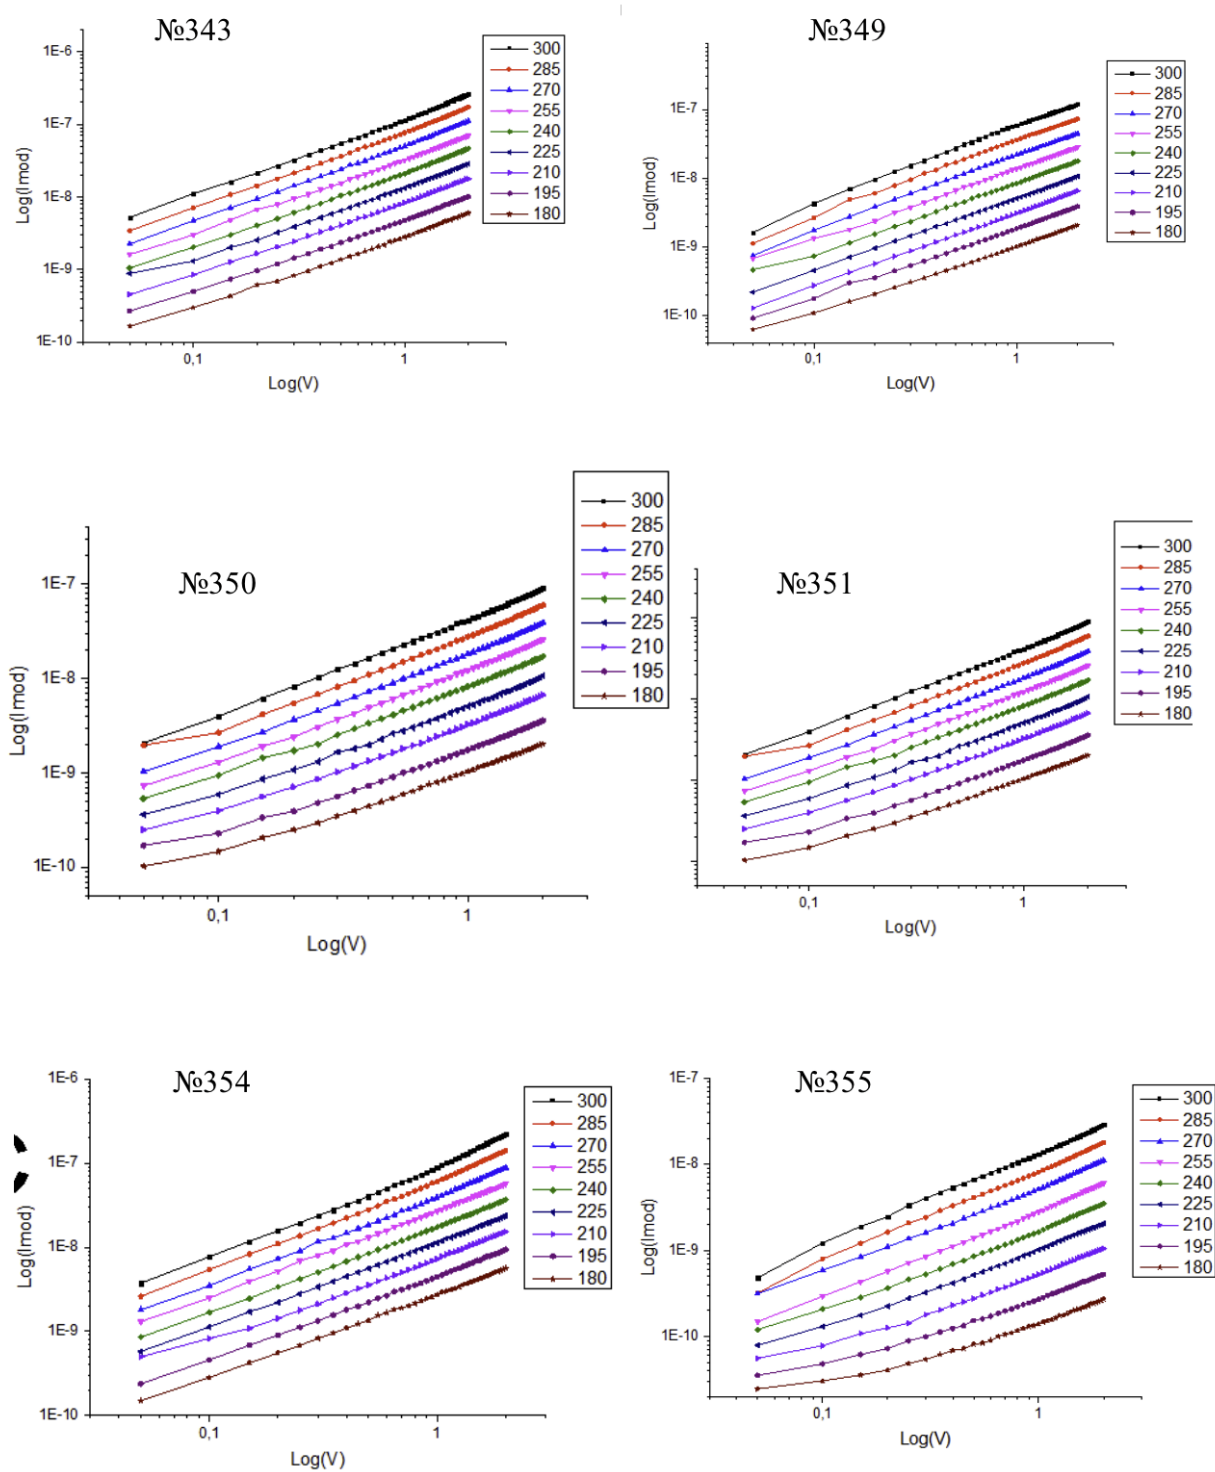 №343
1E-6
1E-7
1E-8
1E-9
1E-10
Log(Imod)
0,1
1
Log(V)
300
285
270
255
240
225
210
195
180
№349
1E-7
1E-8
1E-9
1E-10
Log(Imod)
0,1
1
Log(V)
300
285
270
255
240
225
210
195
180
№350
1E-7
1E-8
1E-9
1E-10
Log(Imod)
0,1
1
Log(V)
300
285
270
255
240
225
210
195
180
№351
0,1
1
Log(V)
300
285
270
255
240
225
210
195
180
№354
1E-6
1E-7
1E-8
1E-9
1E-10
Log(Imod)
0,1
1
Log(V)
300
285
270
255
240
225
210
195
180
№355
1E-7
1E-8
1E-9
1E-10
Log(Imod)
0,1
1
Log(V)
300
285
270
255
240
225
210
195
180